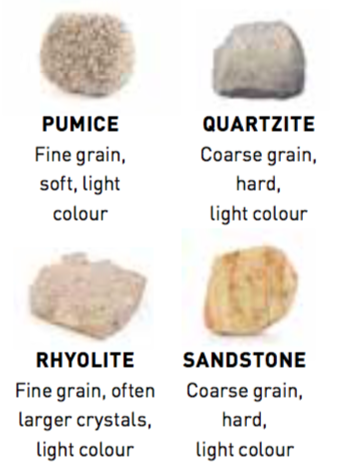 PUMICE
Fine grain,
soft, light
colour
QUARTZITE
Coarse grain,
hard,
light colour
RHYOLITE
Fine grain, often
larger crystals,
light colour
SANDSTONE
Coarse grain,
hard,
light colour